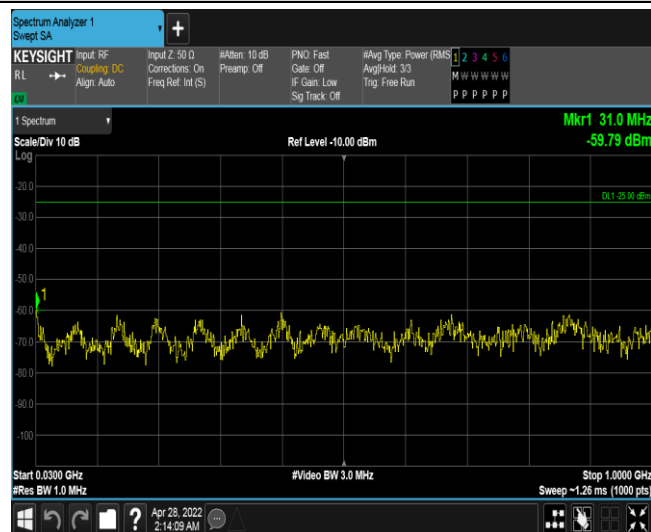 Spectrum Analyzer 1
Swept SA
KEYSIGHT
RL
Input: RF
Coupling: DC
Align: Auto
Input Z: 50 Ω
Corrections: On
Freq Ref: Int (S)
#Atten: 10 dB
Preamp: Off
PNO: Fast
Gate: Off
IF Gain: Low
Sig Track: Off
#Avg Type: Power (RMS
Avg|Hold: 3/3
Trig: Free Run
1 2 3 4 5 6
M W W W W W
P P P P P P
1 Spectrum
Mkr1 31.0 MHz
Scale/Div 10 dB
Ref Level -10.00 dBm
-59.79 dBm
Log
-20.0
DL1 -25.00 dBm
-30.0
-40.0
-50.0
1
-60.0
-70.0
-80.0
-90.0
-100
Start 0.0300 GHz
#Video BW 3.0 MHz
Stop 1.0000 GHz
#Res BW 1.0 MHz
Sweep ~1.26 ms (1000 pts)
?
Apr 28, 2022
2:14:09 AM